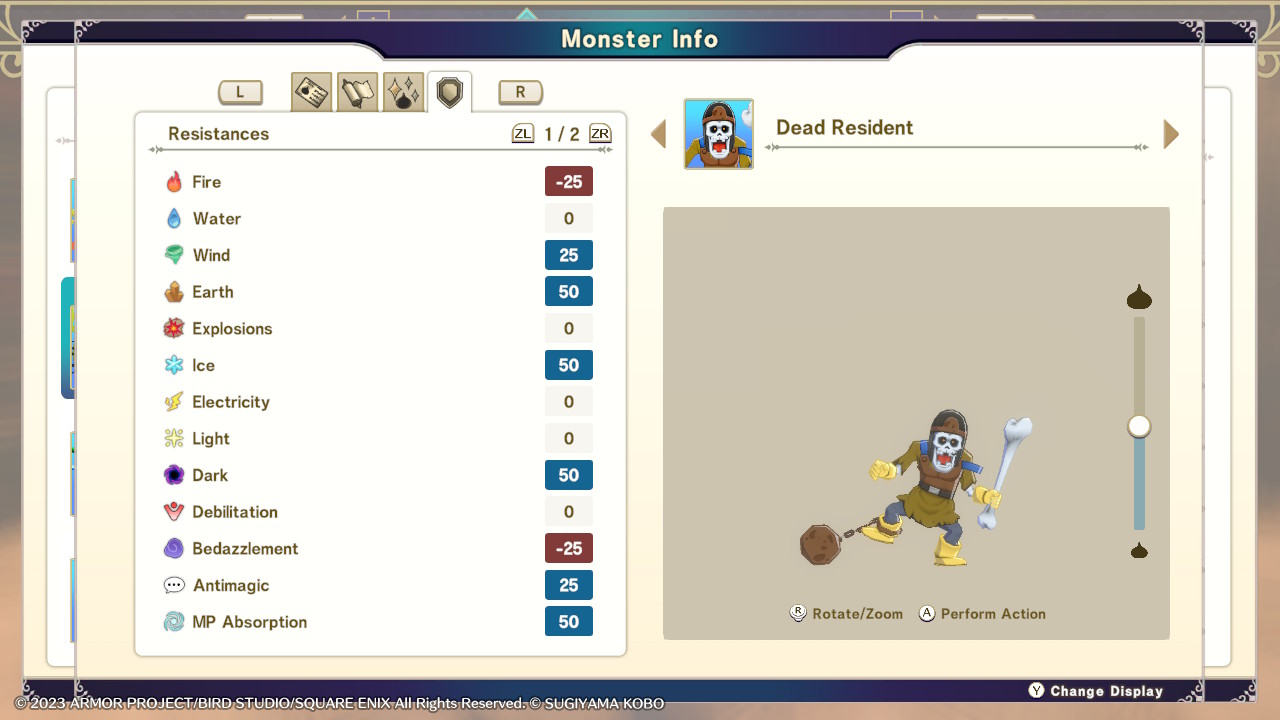 Monster Info
L
R
Resistances
ZL 1 / 2 ZR
Fire -25
Water 0
Wind 25
Earth 50
Explosions 0
Ice 50
Electricity 0
Light 0
Dark 50
Debilitation 0
Bedazzlement -25
Antimagic 25
MP Absorption 50
Dead Resident
R Rotate/Zoom A Perform Action
Y Change Display
© 2023 ARMOR PROJECT/BIRD STUDIO/SQUARE ENIX All Rights Reserved. © SUGIYAMA KOBO